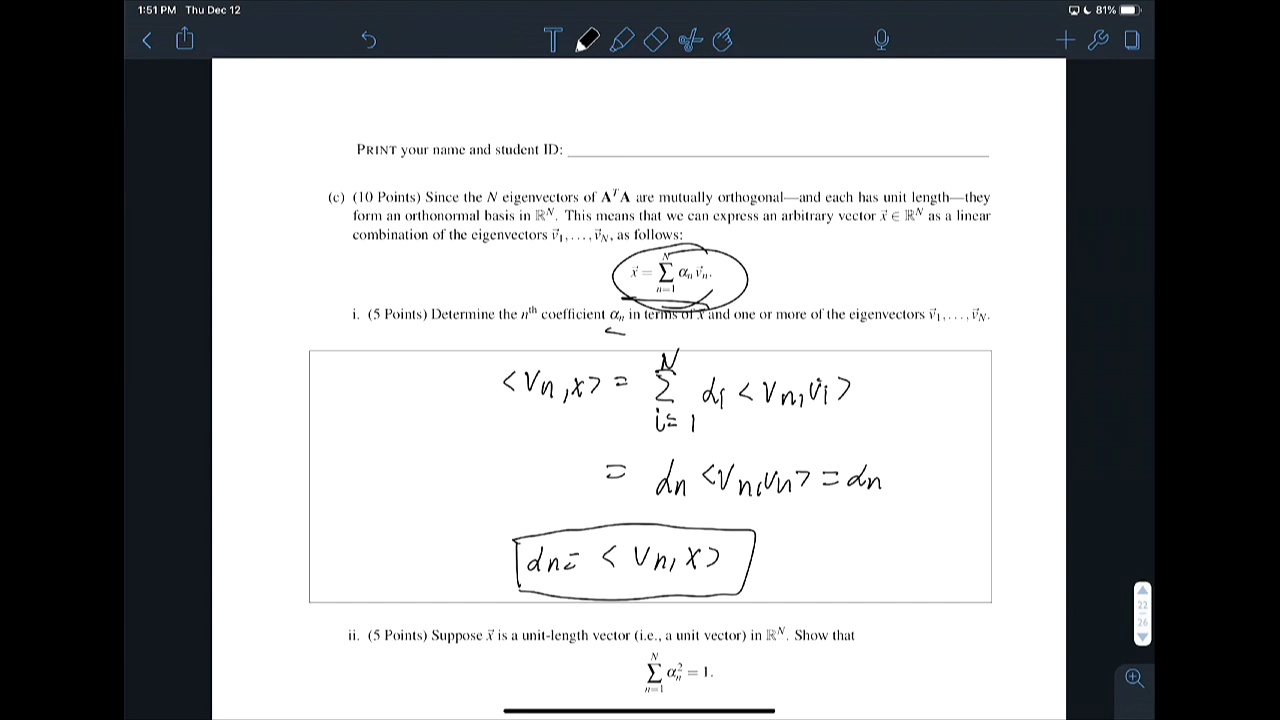 1:51 PM Thu Dec 12
81%
PRINT your name and student ID:
(c) (10 Points) Since the N eigenvectors of AᵀA are mutually orthogonal—and each has unit length—they
form an orthonormal basis in ℝᴺ. This means that we can express an arbitrary vector x⃗ ∈ ℝᴺ as a linear
combination of the eigenvectors v⃗₁,…,v⃗_N, as follows:
x⃗ = ∑_{n=1}^{N} αₙ v⃗ₙ.
i. (5 Points) Determine the nᵗʰ coefficient αₙ in terms of x⃗ and one or more of the eigenvectors v⃗₁,…,v⃗_N.
<vₙ, x> = ∑_{i=1}^{N} αᵢ <vₙ, vᵢ>
= αₙ <vₙ, vₙ> = αₙ
αₙ = <vₙ, x>
ii. (5 Points) Suppose x⃗ is a unit-length vector (i.e., a unit vector) in ℝᴺ. Show that
∑_{n=1}^{N} αₙ² = 1.
22
26